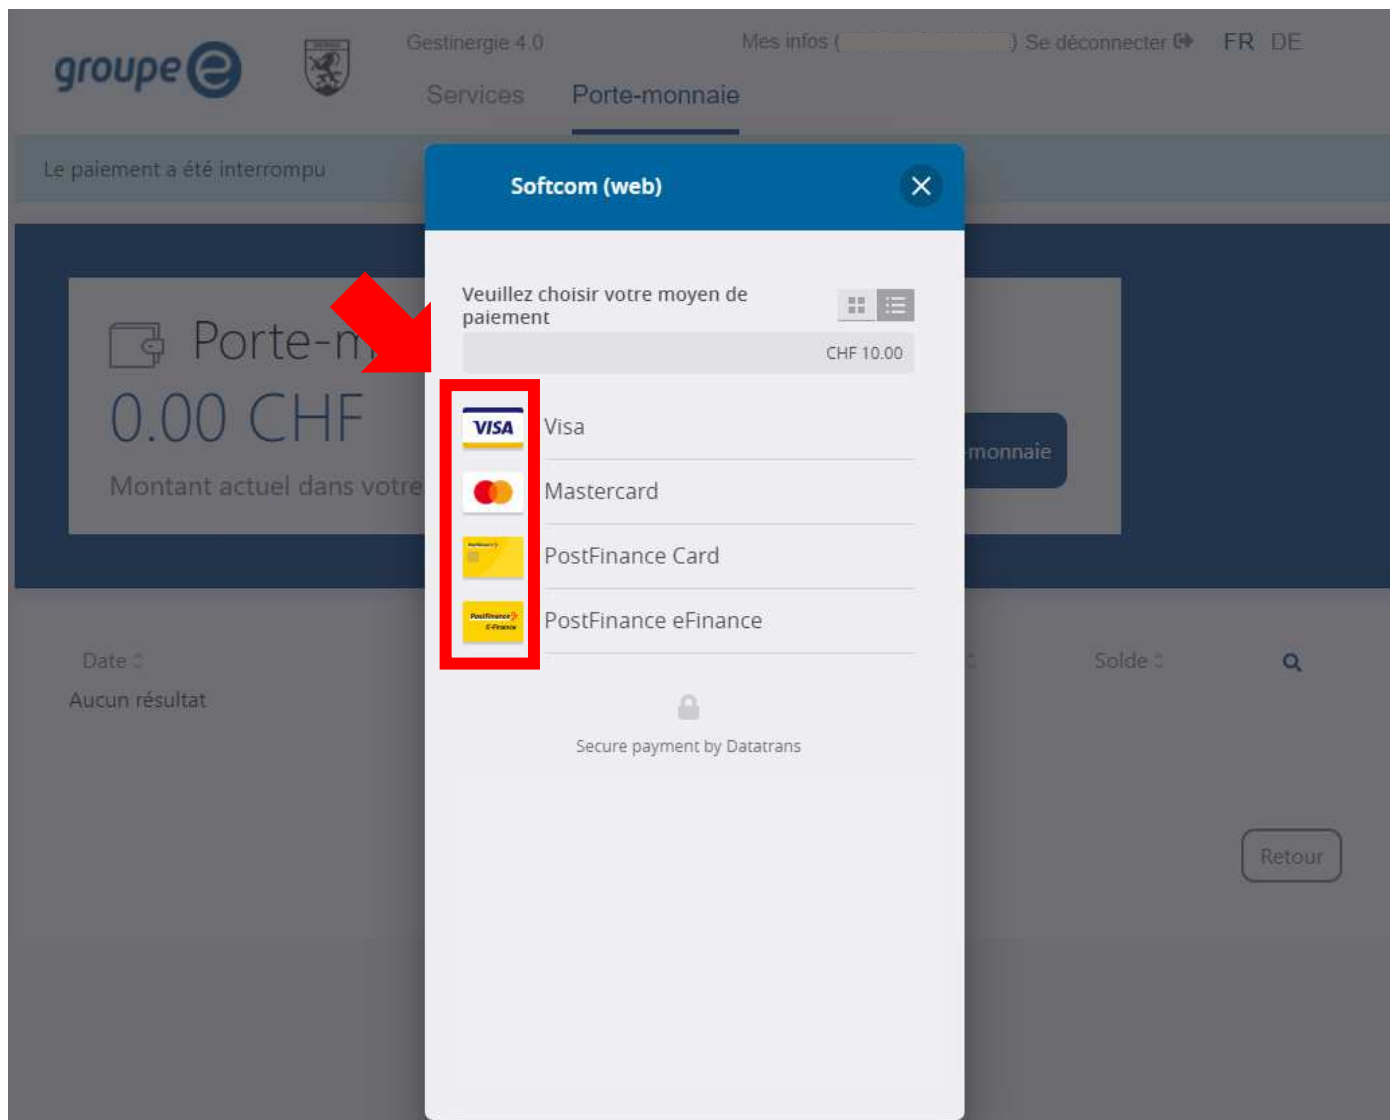 groupe e
Gestinergie 4.0
Mes infos (
) Se déconnecter
FR DE
Services
Porte-monnaie
Le paiement a été interrompu
Softcom (web)
Veuillez choisir votre moyen de
paiement
CHF 10.00
Porte-m
0.00 CHF
Montant actuel dans votre
monnaie
VISA
Visa
Mastercard
PostFinance Card
PostFinance
E-Finance
PostFinance eFinance
Date
Solde
Aucun résultat
Secure payment by Datatrans
Retour